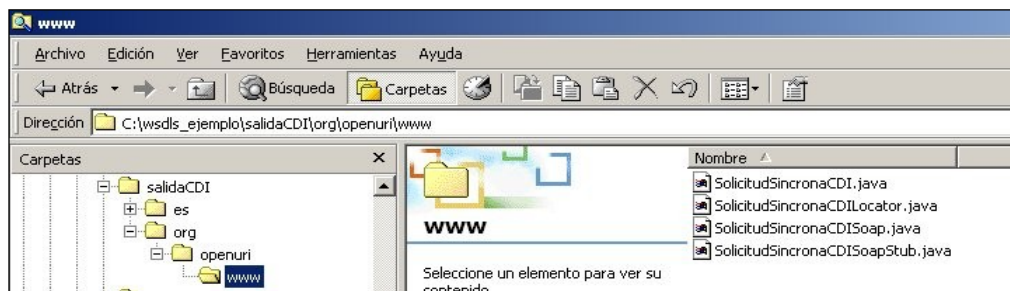 www
Archivo Edición Ver Favoritos Herramientas Ayuda
Atrás Búsqueda Carpetas
Dirección C:\wsdls_ejemplo\salidaCDI\org\openuri\www
Carpetas
salidaCDI
es
org
openuri
www
www
Seleccione un elemento para ver su
contenido
Nombre
SolicitudSincronaCDI.java
SolicitudSincronaCDILocator.java
SolicitudSincronaCDISoap.java
SolicitudSincronaCDISoapStub.java